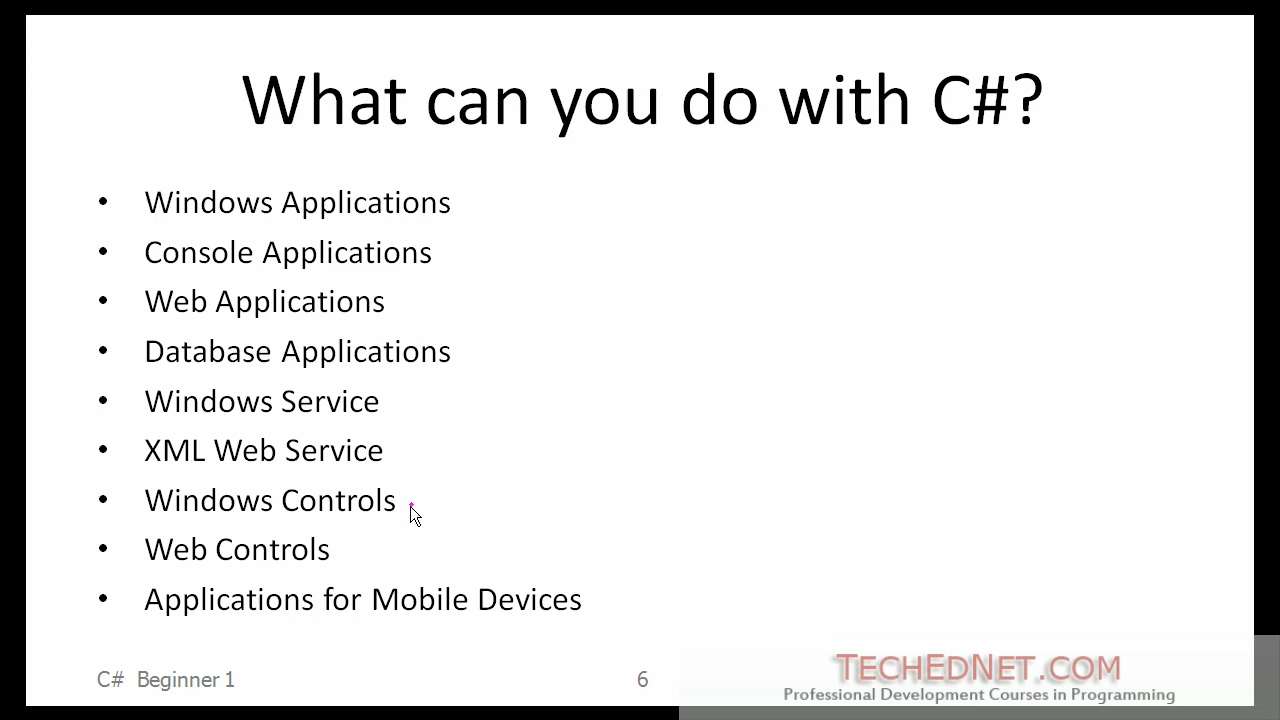 What can you do with C#?
• Windows Applications
• Console Applications
• Web Applications
• Database Applications
• Windows Service
• XML Web Service
• Windows Controls
• Web Controls
• Applications for Mobile Devices
C# Beginner 1
6
TECHEDNET.COM
Professional Development Courses in Programming